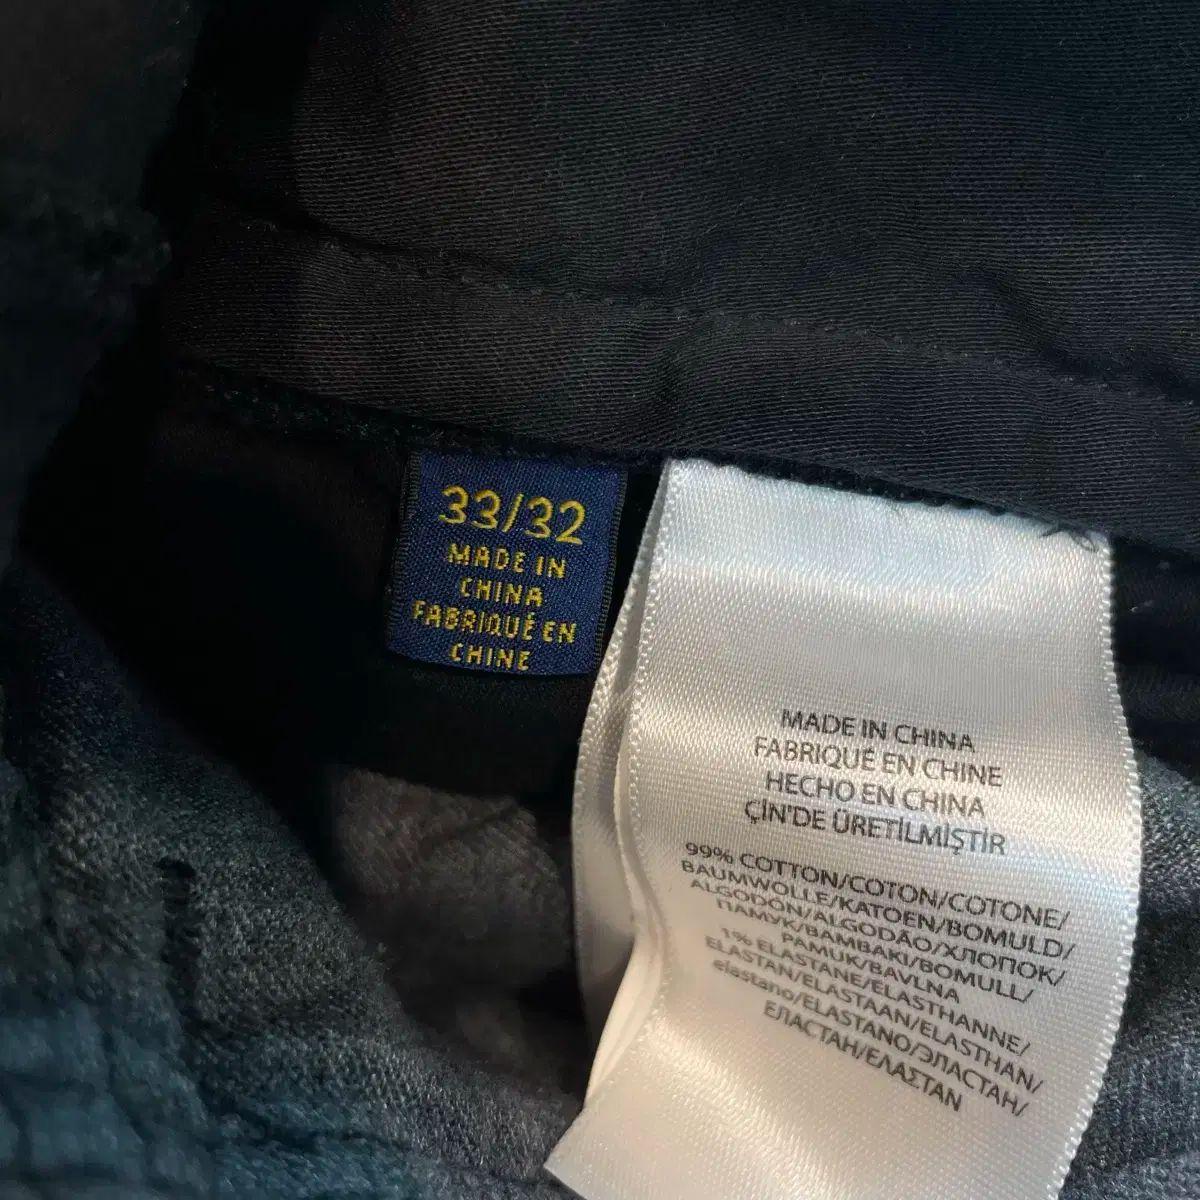 33/32
MADE IN
CHINA
FABRIQUÉ EN
CHINE
MADE IN CHINA
FABRIQUÉ EN CHINE
HECHO EN CHINA
ÇİN'DE ÜRETİLMİŞTİR
99% COTTON/COTON/COTONE/
BAUMWOLLE/KATOEN/BOMULD/
ALGODÓN/ALGODÃO/ХЛОПОК/
ПАМУК/BAMBAKI/BOMULL/
PAMUK/BAVLNA
1% ELASTANE/ELASTHANNE/
ELASTAN/ELASTAAN/ELASTHAN/
elastano/ELASTANO/ЭЛАСТАН/
ЕЛАСТАН/ΕΛΑΣΤΑΝ